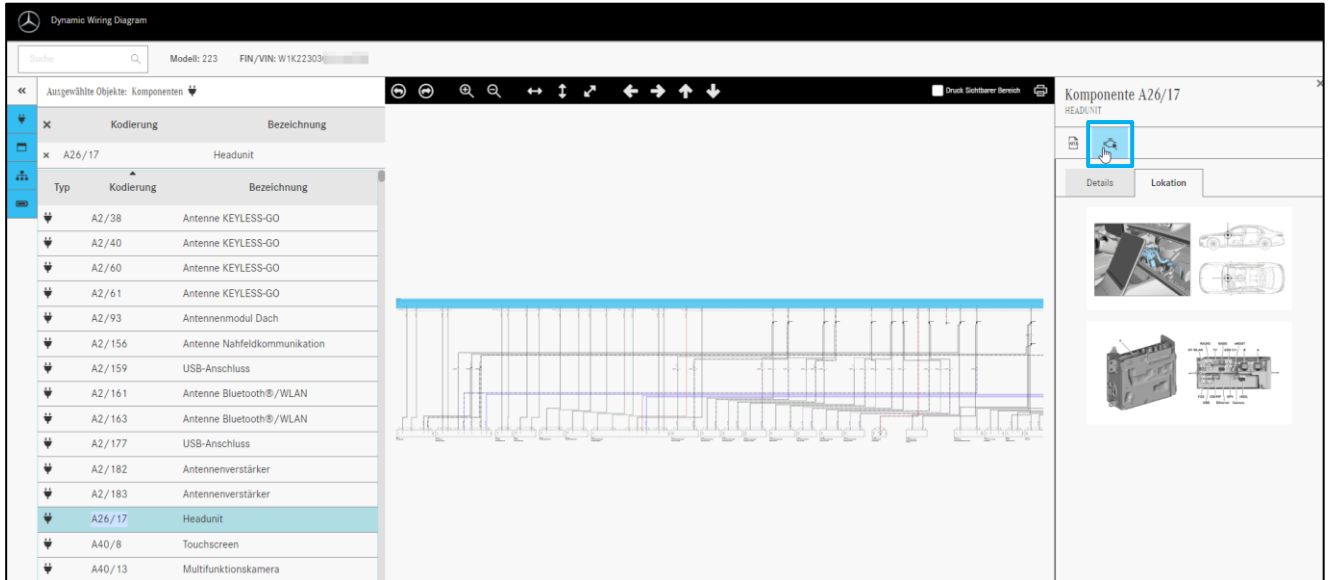 Dynamic Wiring Diagram
Suche
Modell: 223 FIN/VIN: W1K22303
Ausgewählte Objekte: Komponenten
Druck Sichtbarer Bereich
Kodierung Bezeichnung
A26/17 Headunit
Typ Kodierung Bezeichnung
A2/38 Antenne KEYLESS-GO
A2/40 Antenne KEYLESS-GO
A2/60 Antenne KEYLESS-GO
A2/61 Antenne KEYLESS-GO
A2/93 Antennenmodul Dach
A2/156 Antenne Nahfeldkommunikation
A2/159 USB-Anschluss
A2/161 Antenne Bluetooth®/WLAN
A2/163 Antenne Bluetooth®/WLAN
A2/177 USB-Anschluss
A2/182 Antennenverstärker
A2/183 Antennenverstärker
A26/17 Headunit
A40/8 Touchscreen
A40/13 Multifunktionskamera
Komponente A26/17
HEADUNIT
Details Lokation